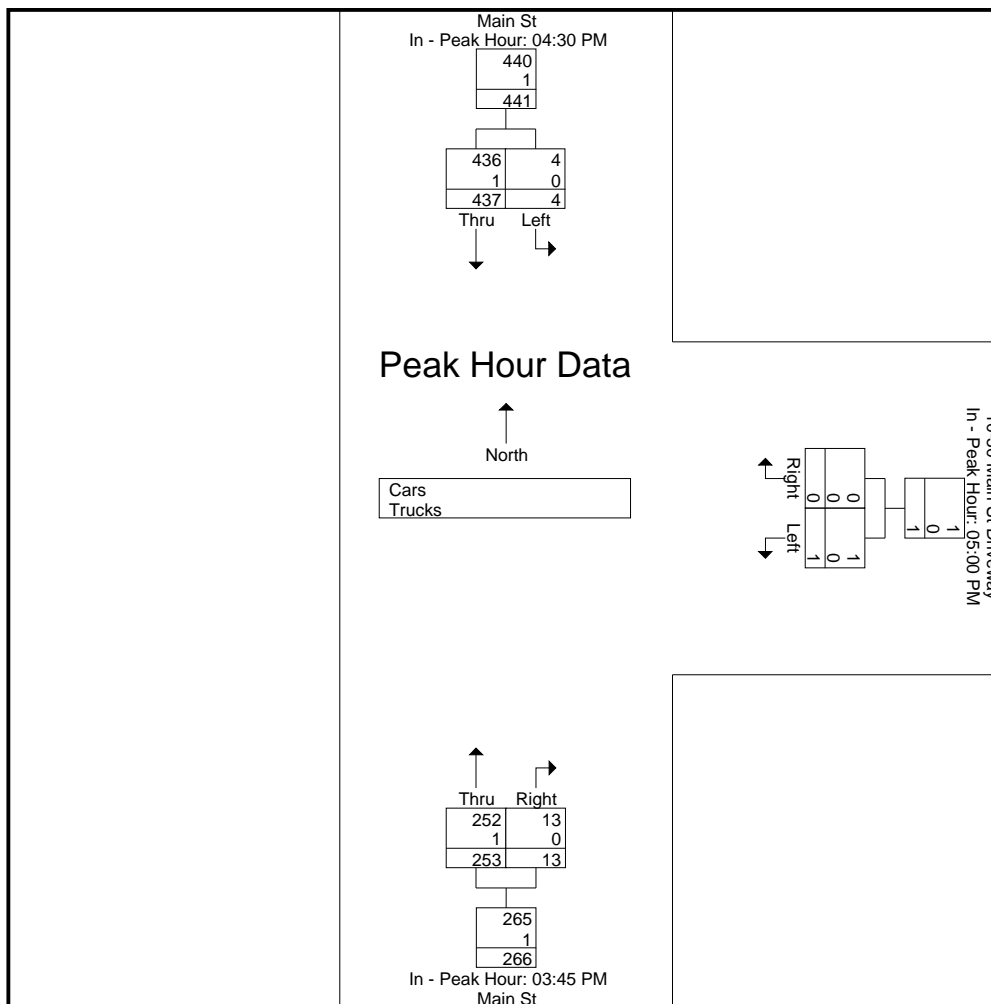 Main St
In - Peak Hour: 04:30 PM
440
1
441
436 4
1 0
437 4
Thru Left
Peak Hour Data
North
Cars
Trucks
Main St Driveway
In - Peak Hour: 05:00 PM
1
0
1
Right
0
0
0
Left
1
0
1
Thru Right
252 13
1 0
253 13
265
1
266
In - Peak Hour: 03:45 PM
Main St